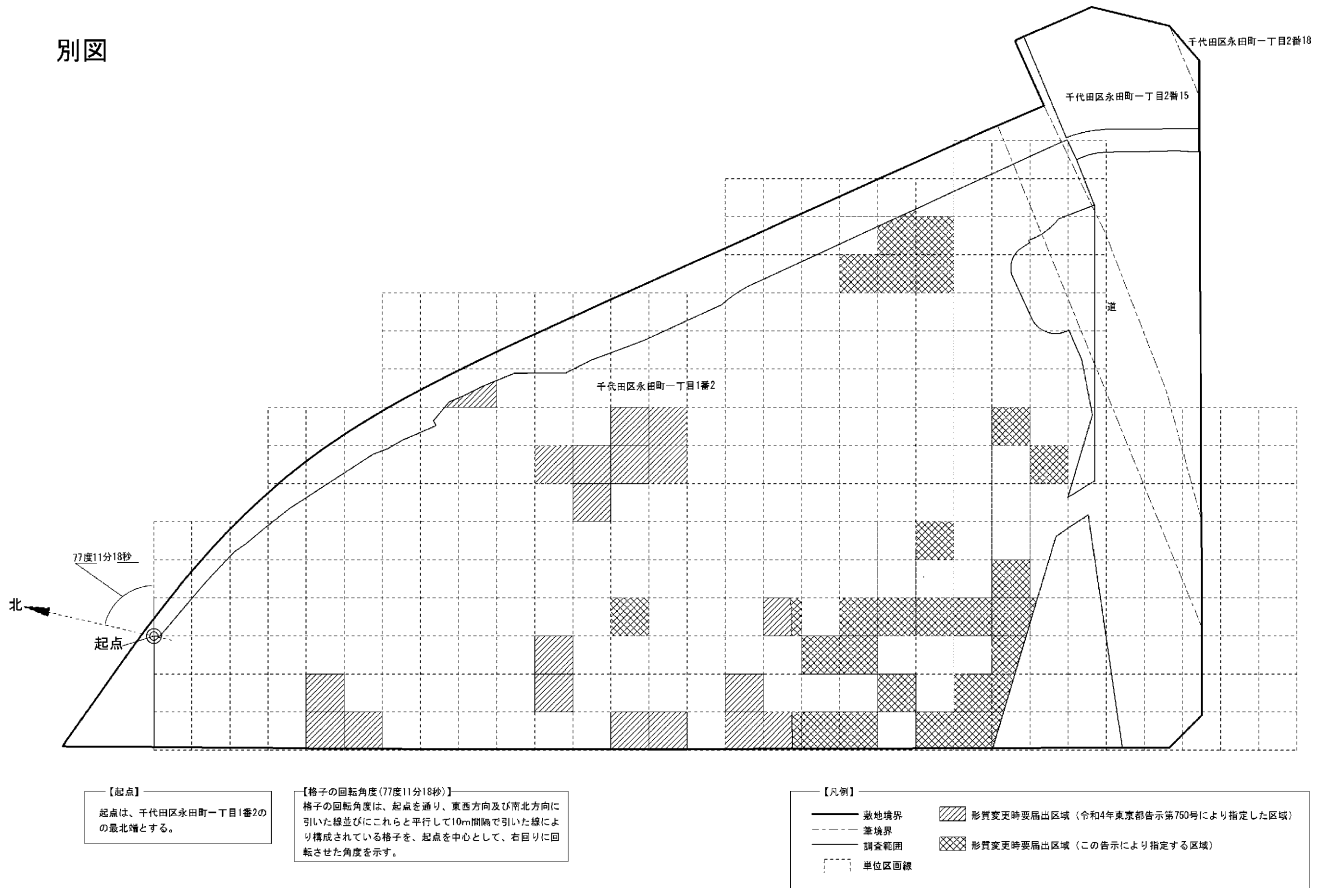 別図
千代田区永田町一丁目2番18
千代田区永田町一丁目2番15
道
千代田区永田町一丁目1番2
77度11分18秒
北
起点
【起点】
起点は、千代田区永田町一丁目1番2の
の最北端とする。
【格子の回転角度(77度11分18秒)】
格子の回転角度は、起点を通り、東西方向及び南北方向に
引いた線並びにこれらと平行して10m間隔で引いた線によ
り構成されている格子を、起点を中心として、右回りに回
転させた角度を示す。
【凡例】
敷地境界
筆境界
調査範囲
単位区画線
形質変更時要届出区域（令和4年東京都告示第750号により指定した区域）
形質変更時要届出区域（この告示により指定する区域）